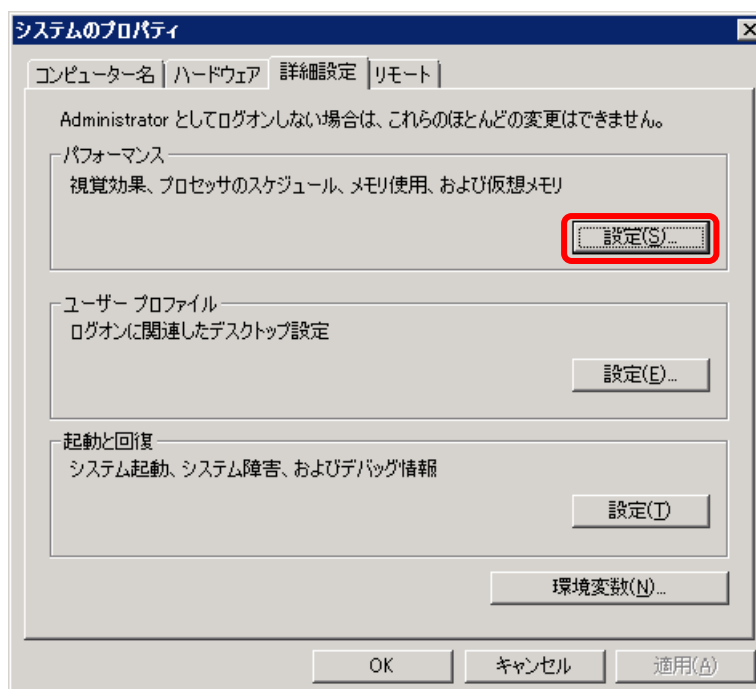 システムのプロパティ
コンピューター名 ハードウェア 詳細設定 リモート
Administrator としてログオンしない場合は、これらのほとんどの変更はできません。
パフォーマンス
視覚効果、プロセッサのスケジュール、メモリ使用、および仮想メモリ
設定(S)...
ユーザー プロファイル
ログオンに関連したデスクトップ設定
設定(E)...
起動と回復
システム起動、システム障害、およびデバッグ情報
設定(T)
環境変数(N)...
OK キャンセル 適用(A)